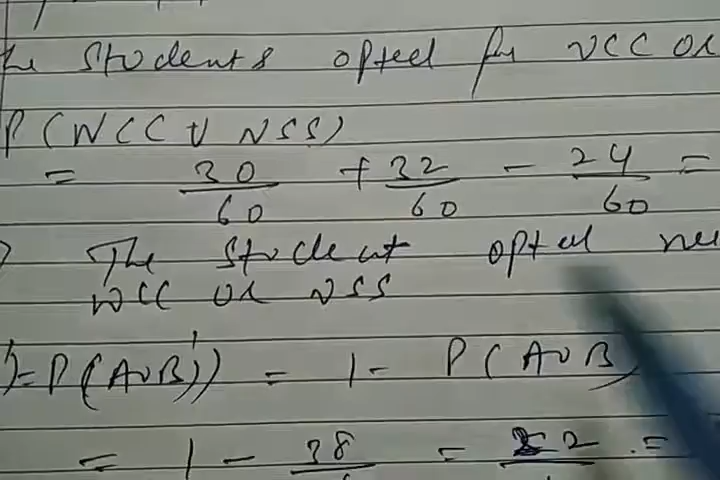 The Students opted for NCC or
P(NCC ∪ NSS)
= 30/60 + 32/60 - 24/60 =
) The Student opted
NCC or NSS
')=P(A∪B)') = 1- P(A∪B)
= 1 - 38 = 22 =